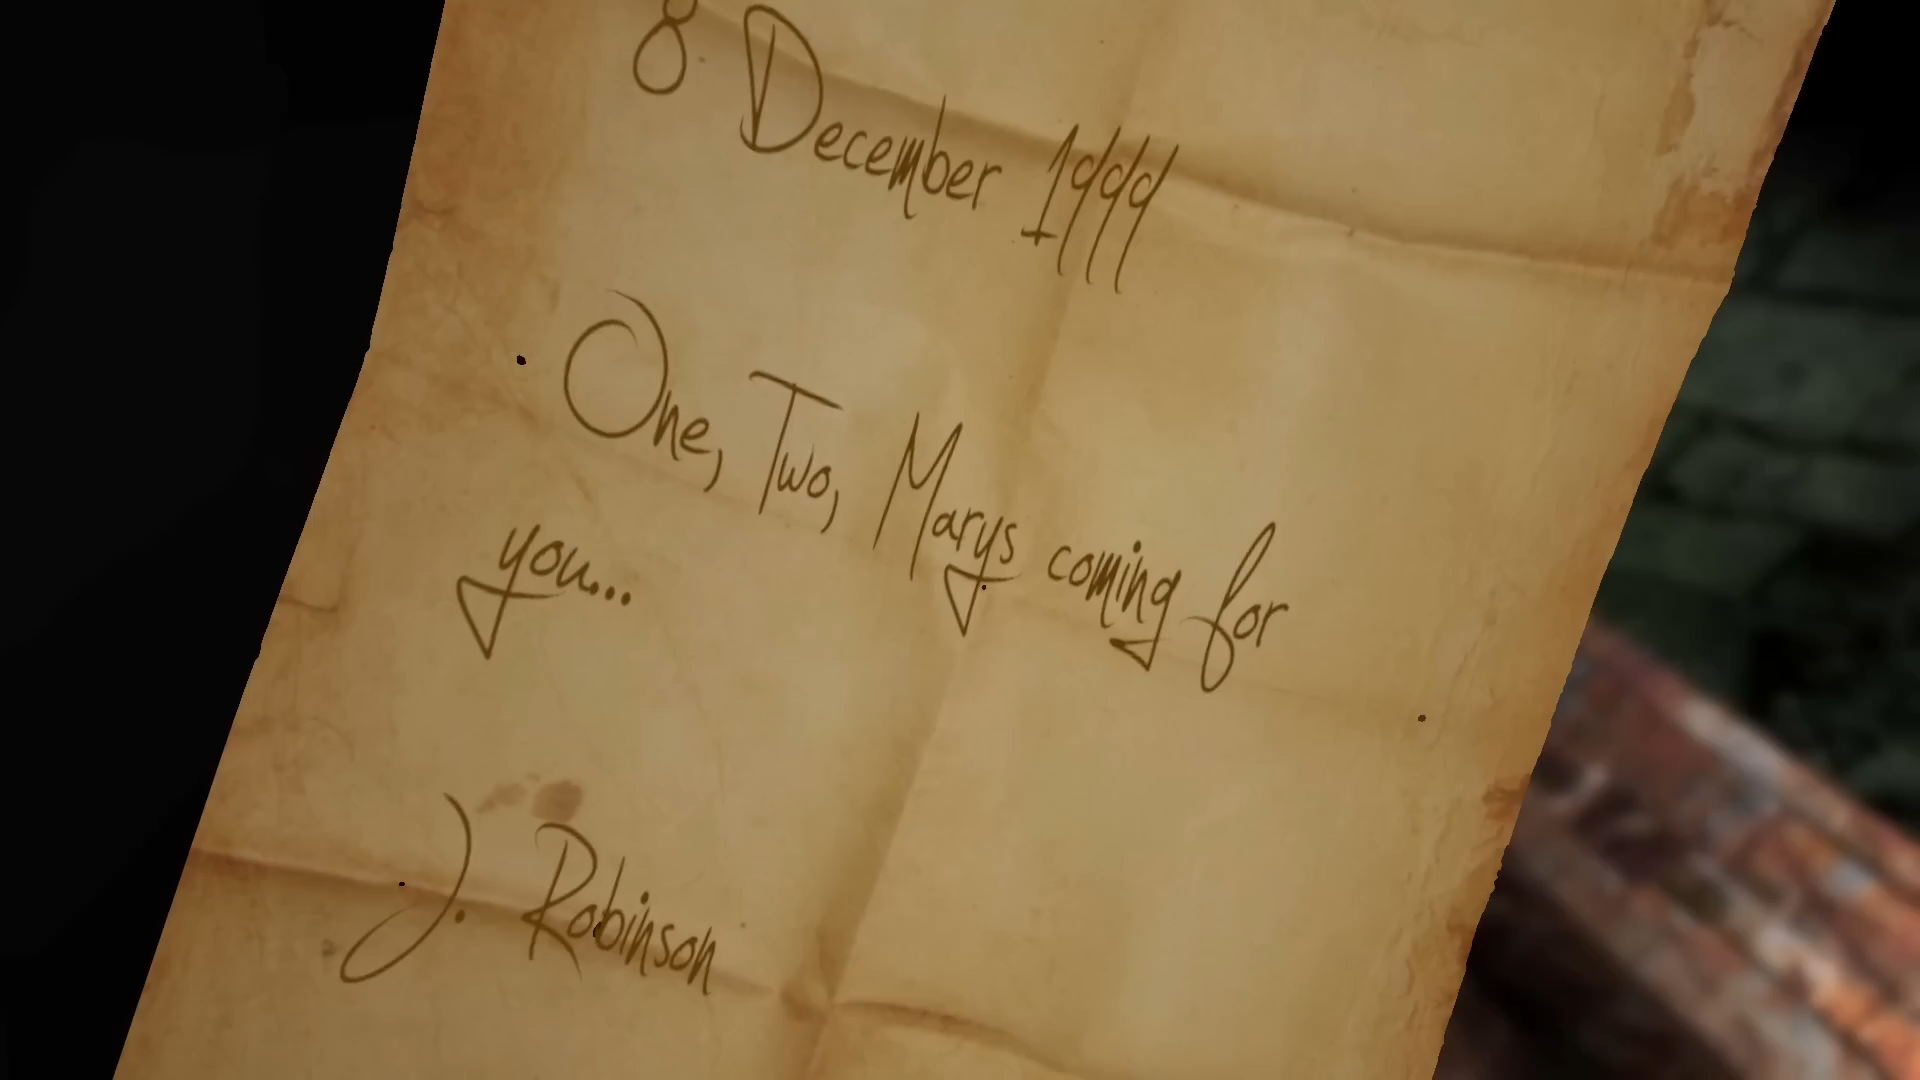 8. December 1999
One, Two, Marys coming for
you...
J. Robinson